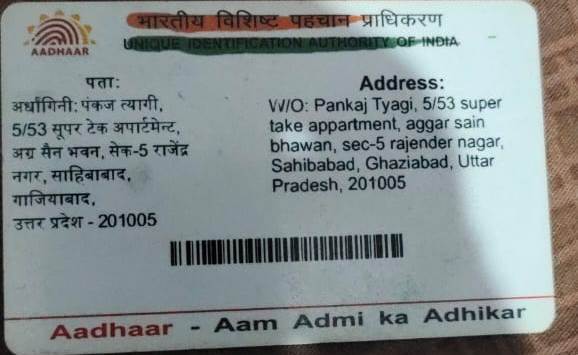 भारतीय विशिष्ट पहचान प्राधिकरण
UNIQUE IDENTIFICATION AUTHORITY OF INDIA
AADHAAR
पता:
अर्धांगिनी: पंकज त्यागी,
5/53 सूपर टेक अपार्टमेन्ट,
अग्र सैन भवन, सेक-5 राजेंद्र
नगर, साहिबाबाद,
गाजियाबाद,
उत्तर प्रदेश - 201005
Address:
W/O: Pankaj Tyagi, 5/53 super
take appartment, aggar sain
bhawan, sec-5 rajender nagar,
Sahibabad, Ghaziabad, Uttar
Pradesh, 201005
Aadhaar - Aam Admi ka Adhikar